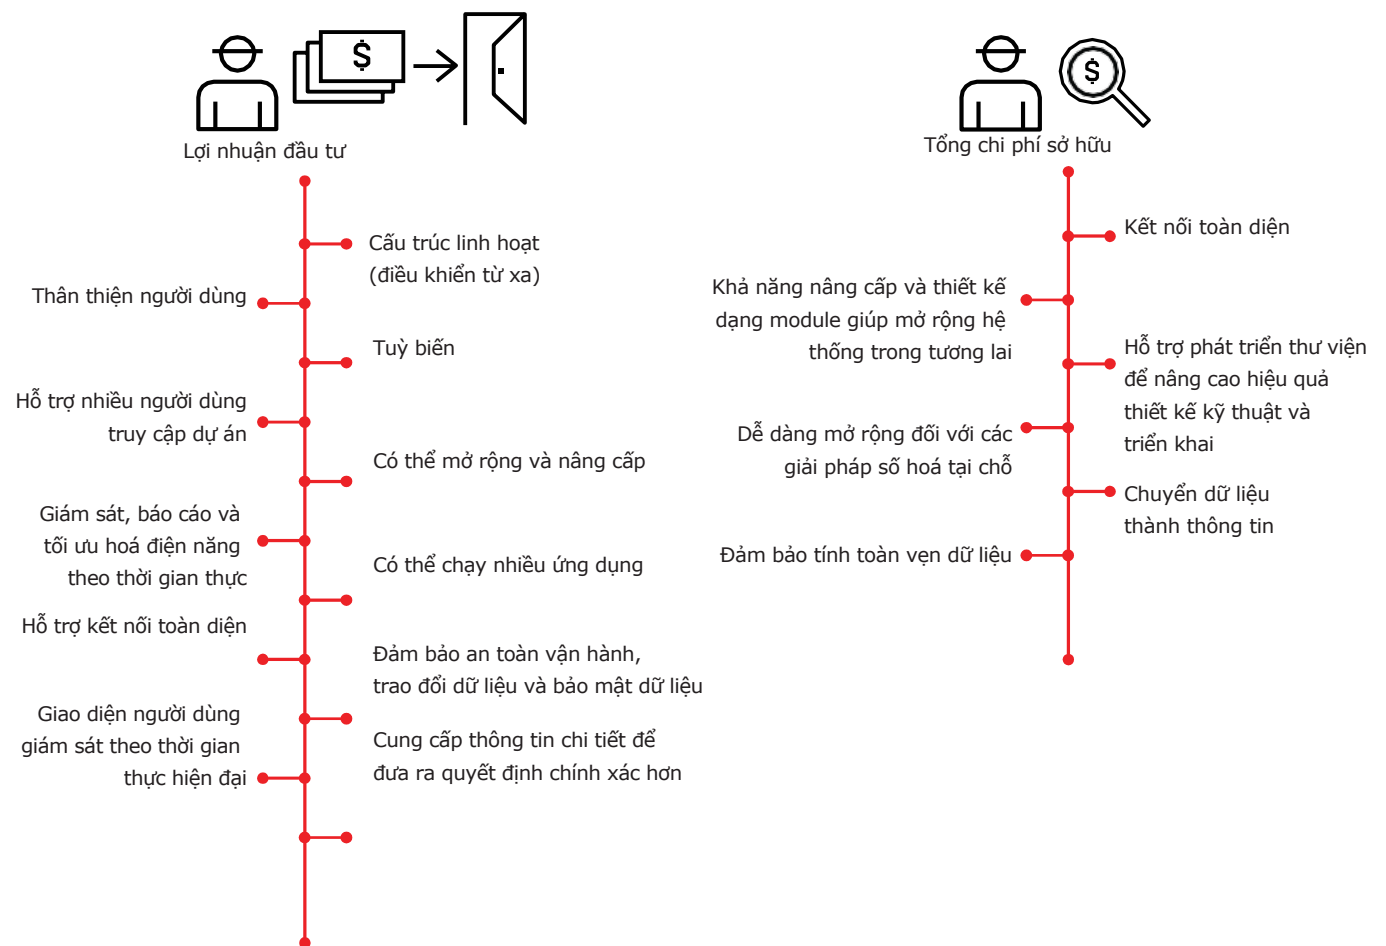 $
Lợi nhuận đầu tư
Cấu trúc linh hoạt
(điều khiển từ xa)
Thân thiện người dùng
Tuỳ biến
Hỗ trợ nhiều người dùng
truy cập dự án
Có thể mở rộng và nâng cấp
Giám sát, báo cáo và
tối ưu hoá điện năng
theo thời gian thực
Có thể chạy nhiều ứng dụng
Hỗ trợ kết nối toàn diện
Đảm bảo an toàn vận hành,
trao đổi dữ liệu và bảo mật dữ liệu
Giao diện người dùng
giám sát theo thời gian
thực hiện đại
Cung cấp thông tin chi tiết để
đưa ra quyết định chính xác hơn
$
Tổng chi phí sở hữu
Kết nối toàn diện
Khả năng nâng cấp và thiết kế
dạng module giúp mở rộng hệ
thống trong tương lai
Hỗ trợ phát triển thư viện
để nâng cao hiệu quả
thiết kế kỹ thuật và
triển khai
Dễ dàng mở rộng đối với các
giải pháp số hoá tại chỗ
Chuyển dữ liệu
thành thông tin
Đảm bảo tính toàn vẹn dữ liệu